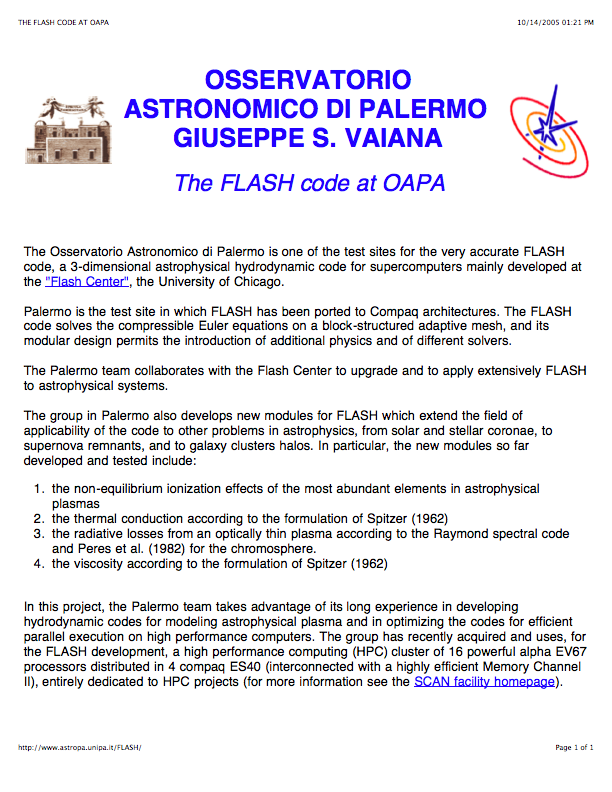 THE FLASH CODE AT OAPA
10/14/2005 01:21 PM
OSSERVATORIO
ASTRONOMICO DI PALERMO
GIUSEPPE S. VAIANA
The FLASH code at OAPA
The Osservatorio Astronomico di Palermo is one of the test sites for the very accurate FLASH
code, a 3-dimensional astrophysical hydrodynamic code for supercomputers mainly developed at
the "Flash Center", the University of Chicago.
Palermo is the test site in which FLASH has been ported to Compaq architectures. The FLASH
code solves the compressible Euler equations on a block-structured adaptive mesh, and its
modular design permits the introduction of additional physics and of different solvers.
The Palermo team collaborates with the Flash Center to upgrade and to apply extensively FLASH
to astrophysical systems.
The group in Palermo also develops new modules for FLASH which extend the field of
applicability of the code to other problems in astrophysics, from solar and stellar coronae, to
supernova remnants, and to galaxy clusters halos. In particular, the new modules so far
developed and tested include:
1. the non-equilibrium ionization effects of the most abundant elements in astrophysical
plasmas
2. the thermal conduction according to the formulation of Spitzer (1962)
3. the radiative losses from an optically thin plasma according to the Raymond spectral code
and Peres et al. (1982) for the chromosphere.
4. the viscosity according to the formulation of Spitzer (1962)
In this project, the Palermo team takes advantage of its long experience in developing
hydrodynamic codes for modeling astrophysical plasma and in optimizing the codes for efficient
parallel execution on high performance computers. The group has recently acquired and uses, for
the FLASH development, a high performance computing (HPC) cluster of 16 powerful alpha EV67
processors distributed in 4 compaq ES40 (interconnected with a highly efficient Memory Channel
II), entirely dedicated to HPC projects (for more information see the SCAN facility homepage).
http://www.astropa.unipa.it/FLASH/
Page 1 of 1